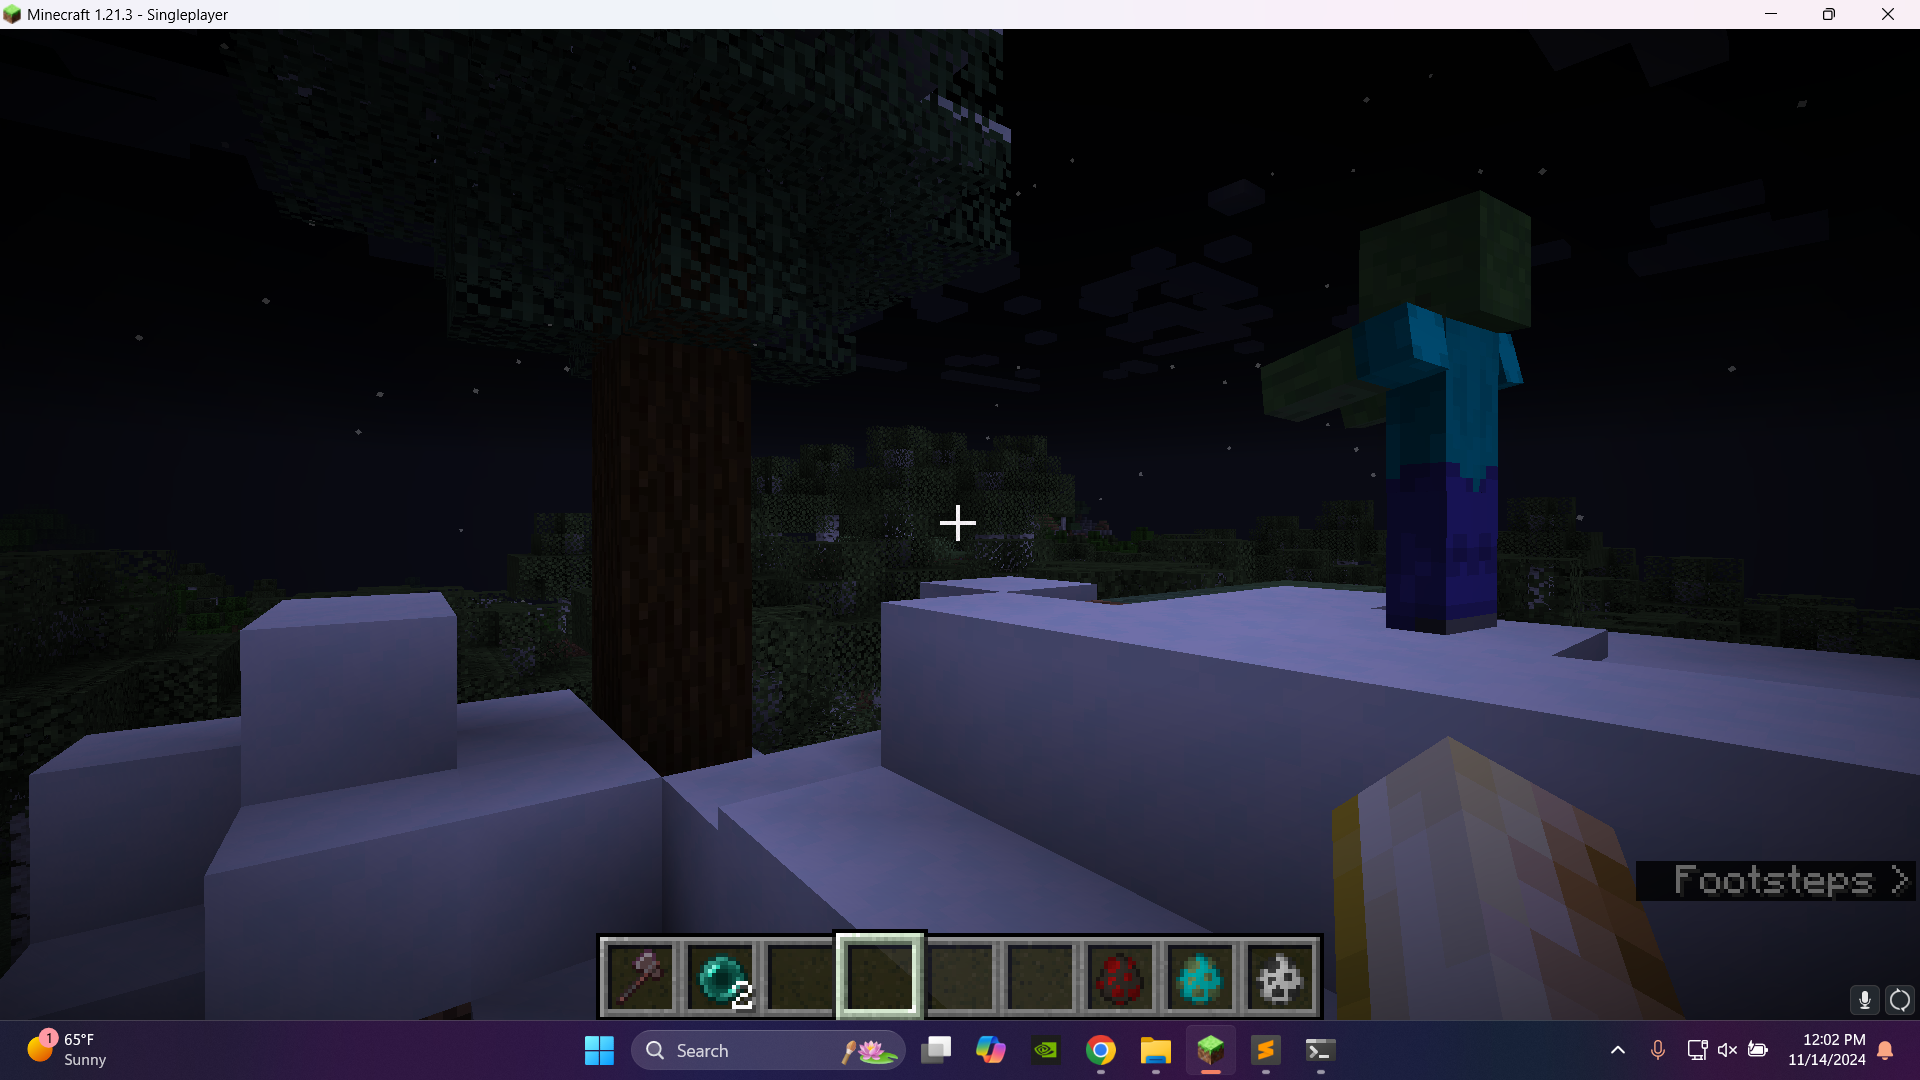 Minecraft 1.21.3 - Singleplayer
Footsteps >
2
1
65°F
Sunny
Search
12:02 PM
11/14/2024